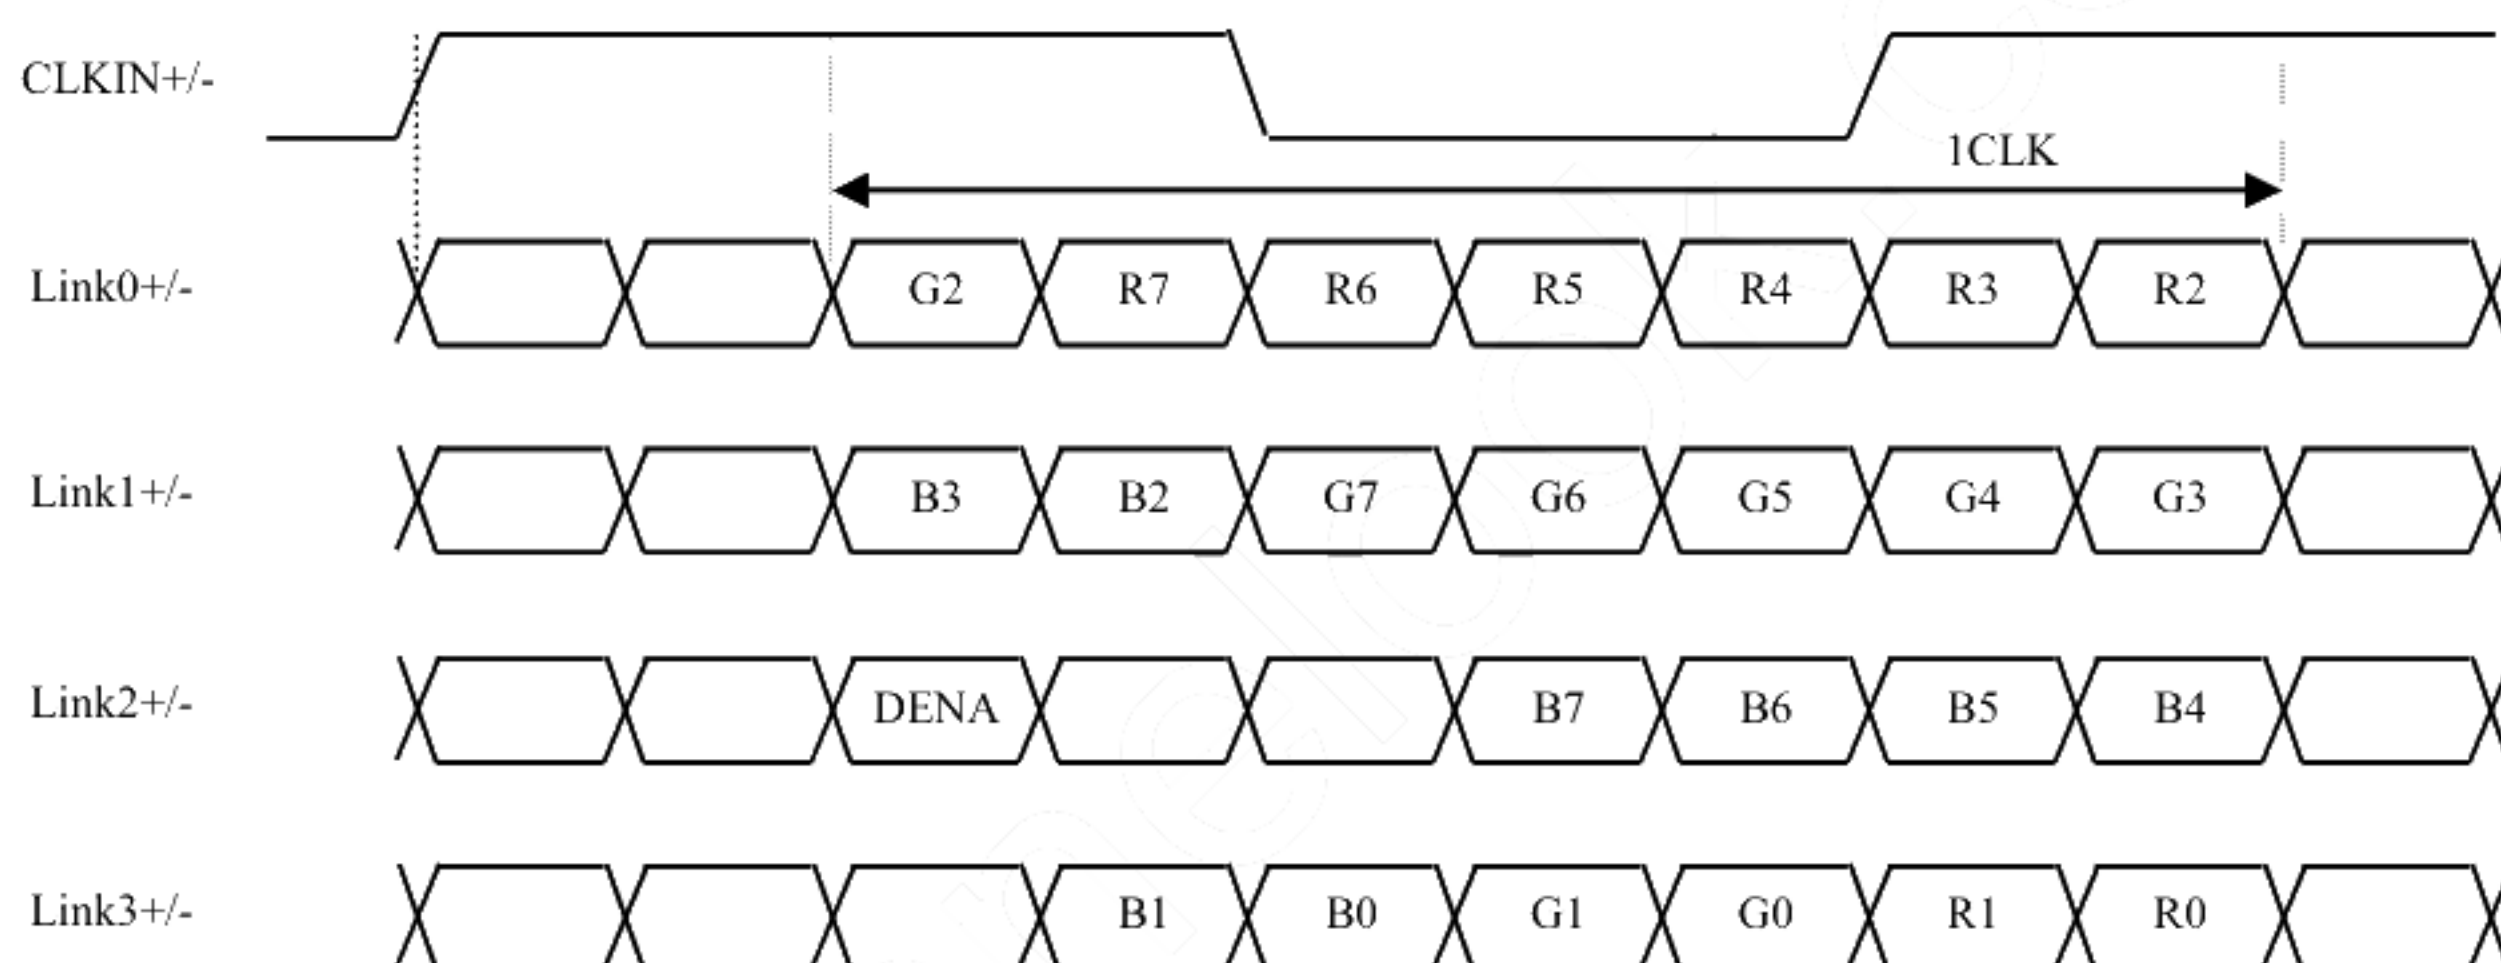 CLKIN+/-
1CLK
Link0+/- G2 R7 R6 R5 R4 R3 R2
Link1+/- B3 B2 G7 G6 G5 G4 G3
Link2+/- DENA B7 B6 B5 B4
Link3+/- B1 B0 G1 G0 R1 R0